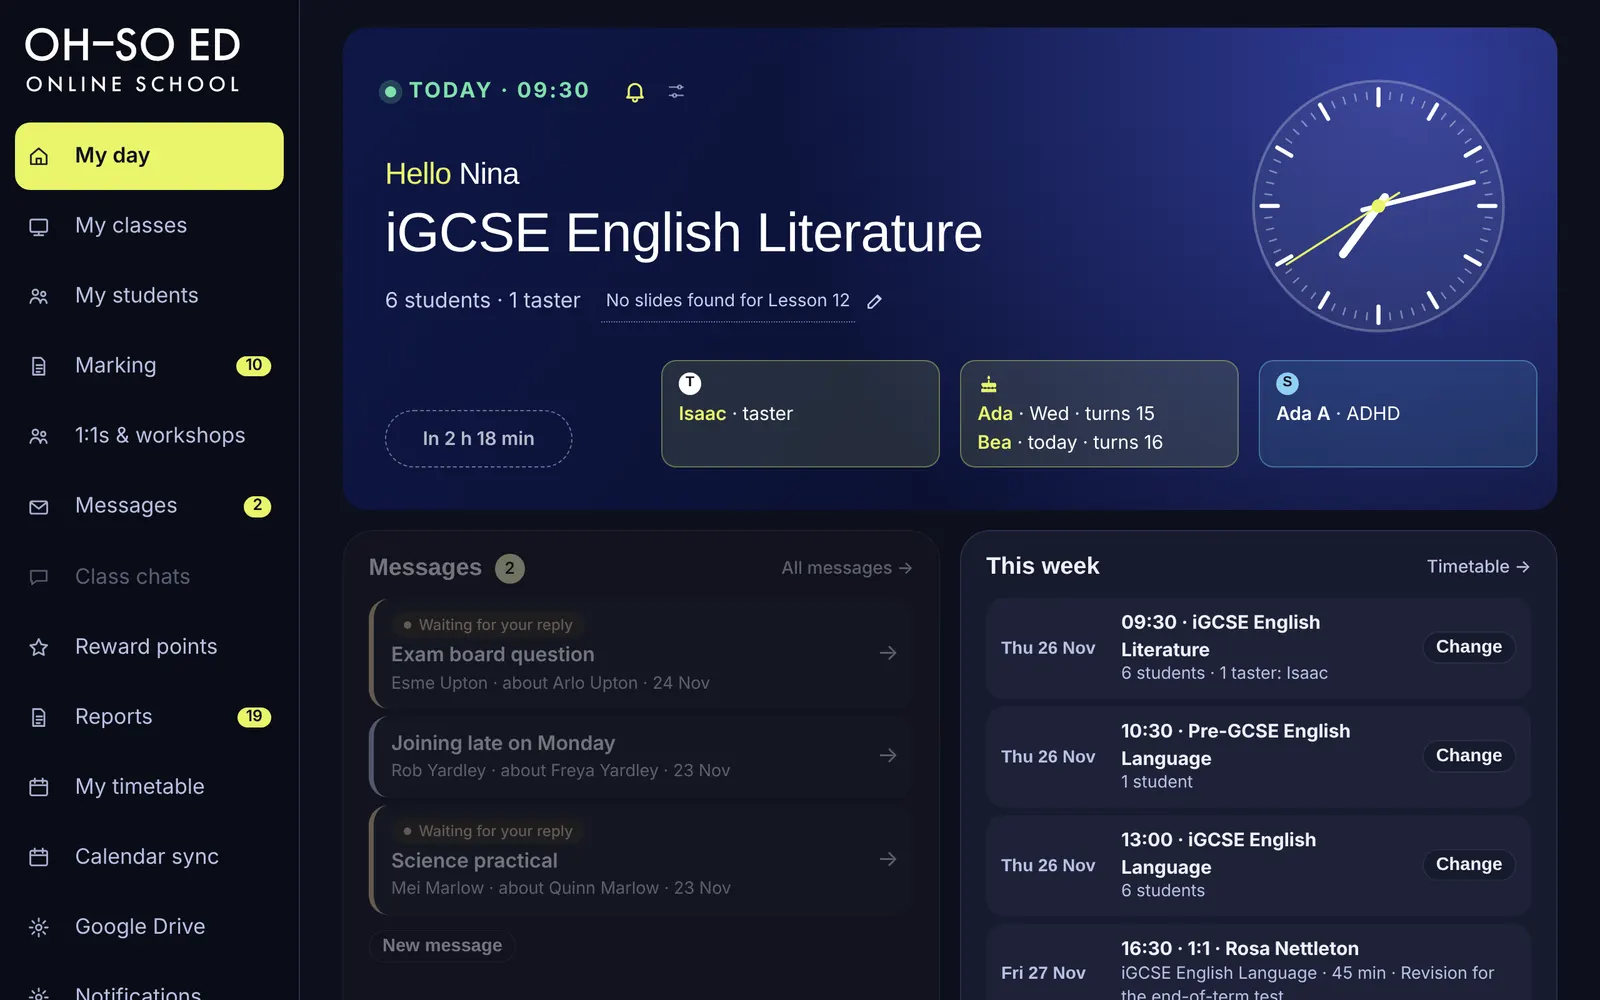 OH-SO ED
ONLINE SCHOOL
My day
My classes
My students
Marking
10
1:1s & workshops
Messages
2
Class chats
Reward points
Reports
19
My timetable
Calendar sync
Google Drive
Notifications
TODAY · 09:30
Hello Nina
iGCSE English Literature
6 students · 1 taster
No slides found for Lesson 12
In 2 h 18 min
T
Isaac · taster
Ada · Wed · turns 15
Bea · today · turns 16
S
Ada A · ADHD
Messages 2
All messages →
Waiting for your reply
Exam board question
Esme Upton · about Arlo Upton · 24 Nov
Joining late on Monday
Rob Yardley · about Freya Yardley · 23 Nov
Waiting for your reply
Science practical
Mei Marlow · about Quinn Marlow · 23 Nov
New message
This week
Timetable →
Thu 26 Nov
09:30 · iGCSE English
Literature
6 students · 1 taster: Isaac
Change
Thu 26 Nov
10:30 · Pre-GCSE English
Language
1 student
Change
Thu 26 Nov
13:00 · iGCSE English
Language
6 students
Change
Fri 27 Nov
16:30 · 1:1 · Rosa Nettleton
iGCSE English Language · 45 min · Revision for
the end-of-term test